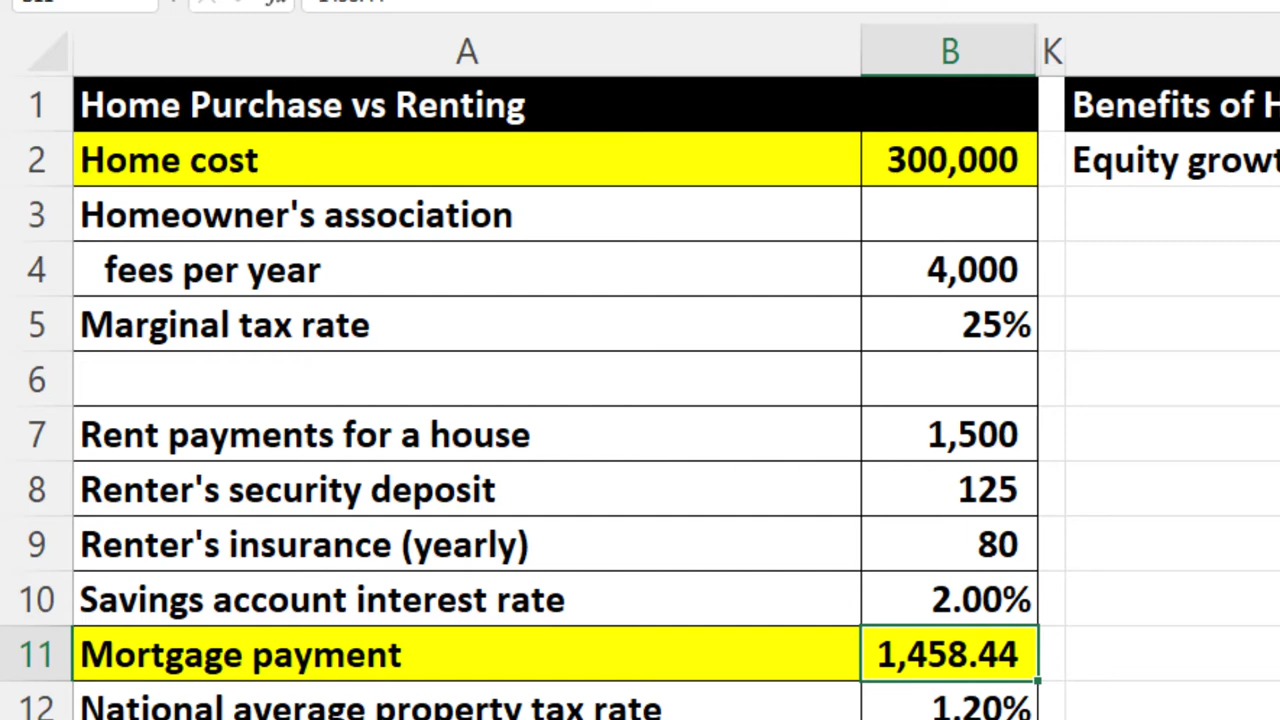 A B K
1 Home Purchase vs Renting Benefits of
2 Home cost 300,000 Equity
3 Homeowner's association
4 fees per year 4,000
5 Marginal tax rate 25%
6
7 Rent payments for a house 1,500
8 Renter's security deposit 125
9 Renter's insurance (yearly) 80
10 Savings account interest rate 2.00%
11 Mortgage payment 1,458.44
12 National average property tax rate 1.20%